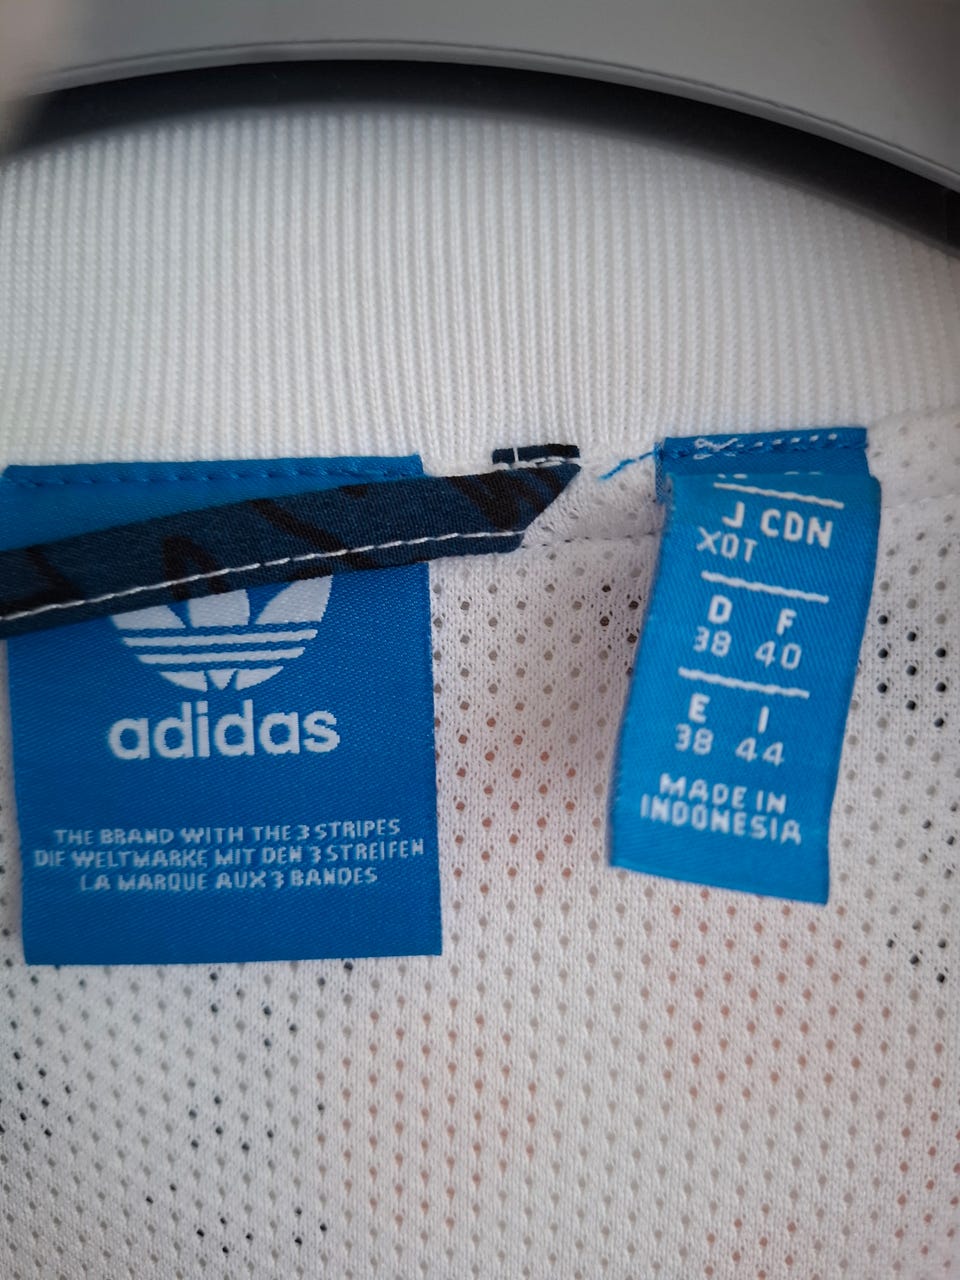 adidas
THE BRAND WITH THE 3 STRIPES
DIE WELTMARKE MIT DEN 3 STREIFEN
LA MARQUE AUX 3 BANDES
J CDN
XOT
D F
38 40
E I
38 44
MADE IN
INDONESIA